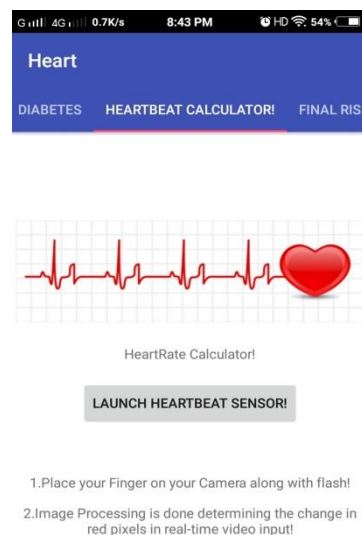 G 4G 0.7K/s 8:43 PM HD 54%
Heart
DIABETES HEARTBEAT CALCULATOR! FINAL RIS
HeartRate Calculator!
LAUNCH HEARTBEAT SENSOR!
1.Place your Finger on your Camera along with flash!
2.Image Processing is done determining the change in
red pixels in real-time video input!